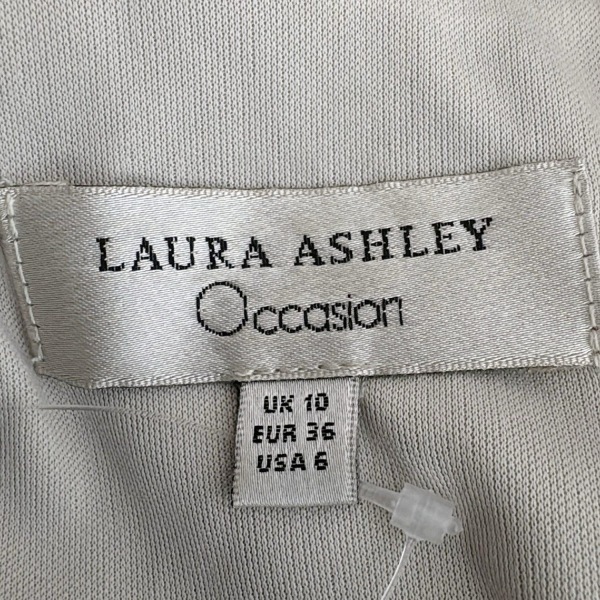 LAURA ASHLEY
Occasion
UK 10
EUR 36
USA 6